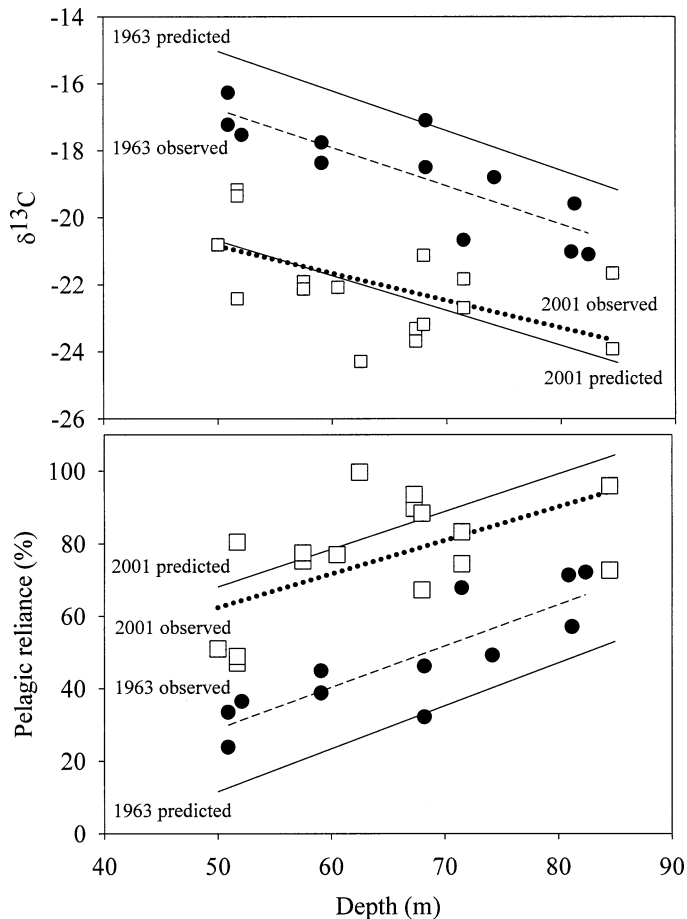 -14
1963 predicted
-16
1963 observed
-18
δ13C
-20
-22
2001 observed
-24
2001 predicted
-26
100
80
2001 predicted
60
2001 observed
1963 observed
Pelagic reliance (%)
40
20
1963 predicted
0
40 50 60 70 80 90
Depth (m)